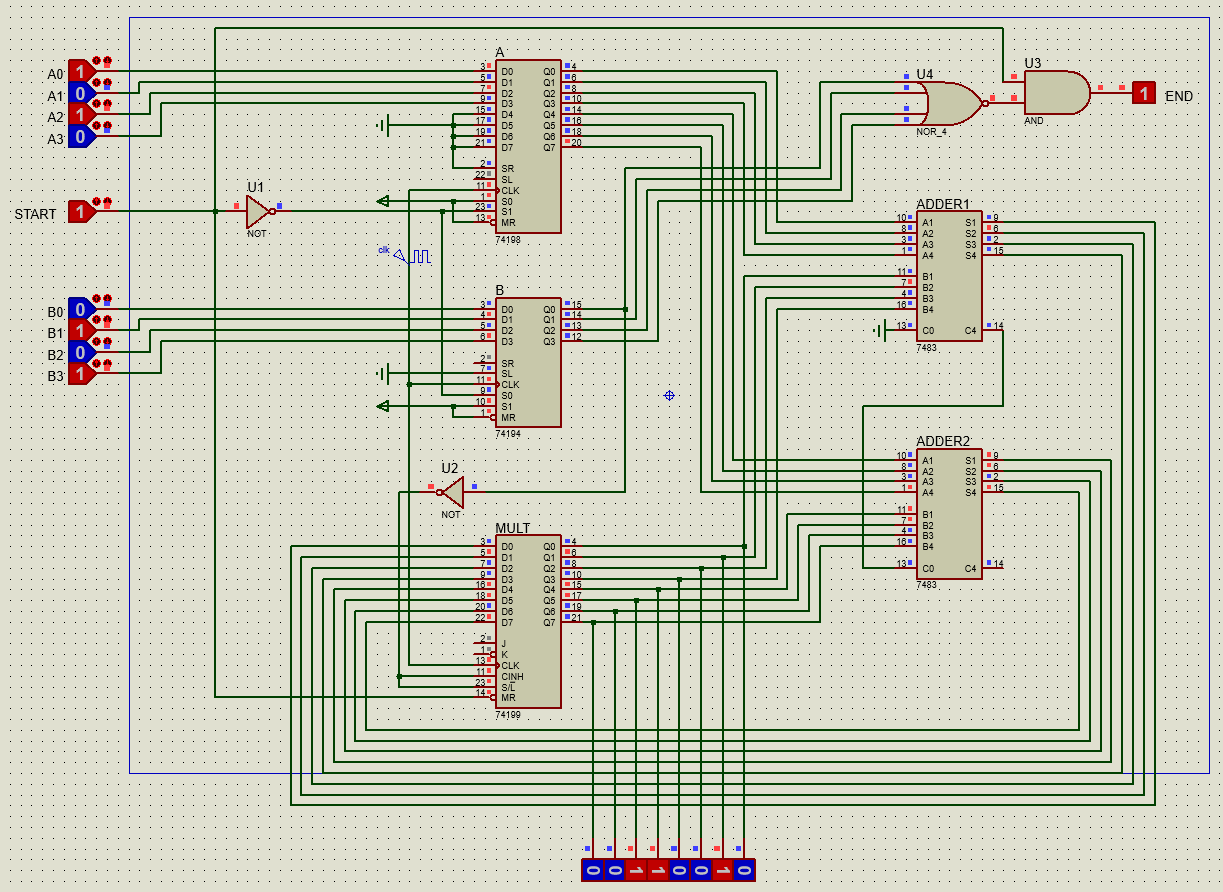 A0 1
A1 0
A2 1
A3 0
START 1
B0 0
B1 1
B2 0
B3 1
U1
NOT
clk
A
3 D0 Q0 4
5 D1 Q1 6
7 D2 Q2 8
9 D3 Q3 10
15 D4 Q4 14
17 D5 Q5 16
19 D6 Q6 18
21 D7 Q7 20
2 SR
22 SL
11 CLK
1 S0
23 S1
13 MR
74198
B
3 D0 Q0 15
4 D1 Q1 14
5 D2 Q2 13
6 D3 Q3 12
2 SR
7 SL
11 CLK
9 S0
10 S1
1 MR
74194
U2
NOT
MULT
3 D0 Q0 4
5 D1 Q1 6
7 D2 Q2 8
9 D3 Q3 10
16 D4 Q4 15
18 D5 Q5 17
20 D6 Q6 19
22 D7 Q7 21
2 J
1 K
13 CLK
11 CINH
23 S/L
14 MR
74199
U4
NOR_4
U3
AND
1 END
ADDER1
10 A1 S1 9
8 A2 S2 6
3 A3 S3 2
1 A4 S4 15
11 B1
7 B2
4 B3
16 B4
13 C0 C4 14
7483
ADDER2
10 A1 S1 9
8 A2 S2 6
3 A3 S3 2
1 A4 S4 15
11 B1
7 B2
4 B3
16 B4
13 C0 C4 14
7483
0 0 1 1 0 0 1 0